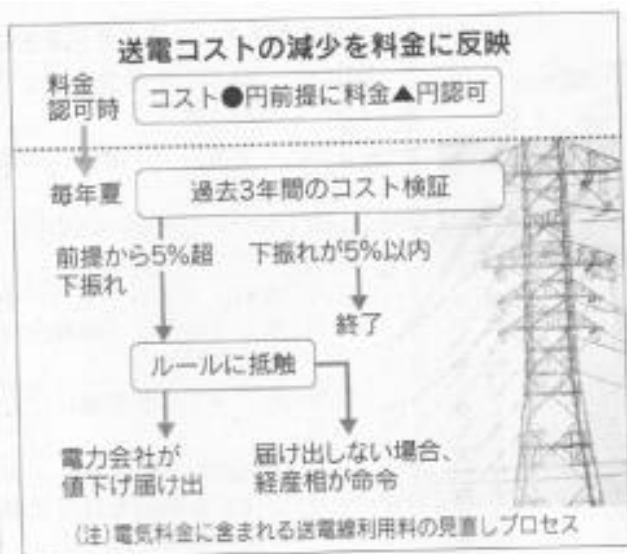 送電コストの減少を料金に反映
料金
認可時
コスト●円前提に料金▲円認可
毎年夏
過去3年間のコスト検証
前提から5%超
下振れ
下振れが5%以内
終了
ルールに抵触
電力会社が
値下げ届け出
届け出しない場合、
経産相が命令
(注)電気料金に含まれる送電線利用料の見直しプロセス